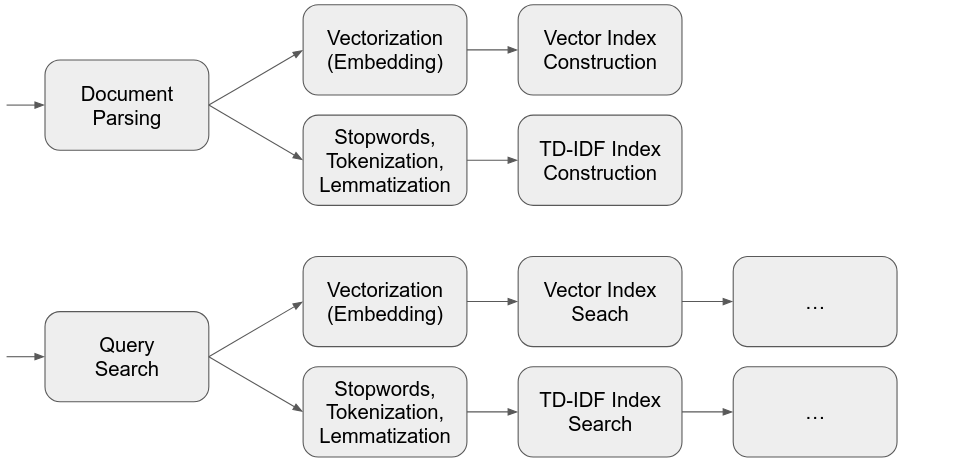 Document
Parsing
Vectorization
(Embedding)
Vector Index
Construction
Stopwords,
Tokenization,
Lemmatization
TD-IDF Index
Construction
Query
Search
Vectorization
(Embedding)
Vector Index
Seach
…
Stopwords,
Tokenization,
Lemmatization
TD-IDF Index
Search
…